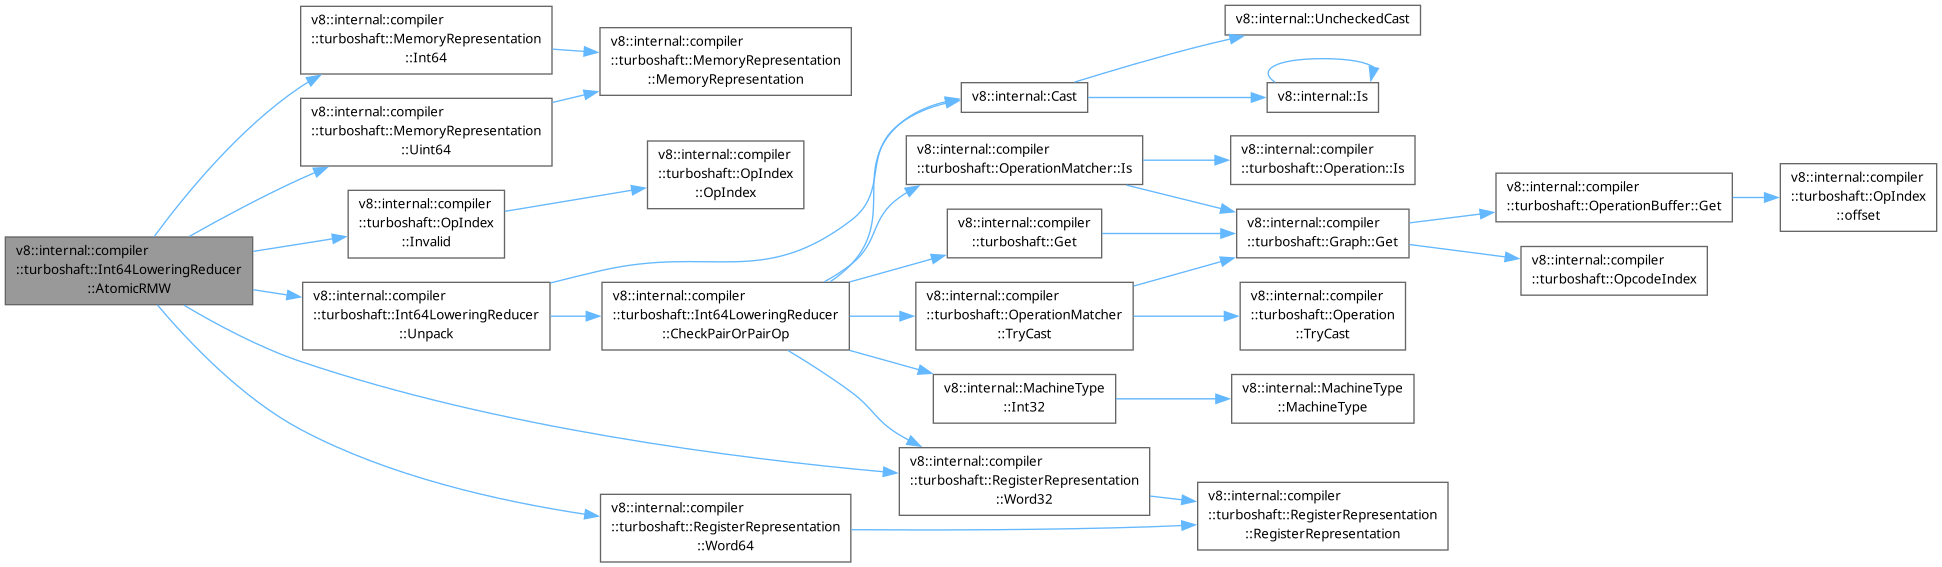 v8::internal::compiler
::turboshaft::Int64LoweringReducer
::AtomicRMW
v8::internal::compiler
::turboshaft::MemoryRepresentation
::Int64
v8::internal::compiler
::turboshaft::MemoryRepresentation
::MemoryRepresentation
v8::internal::compiler
::turboshaft::MemoryRepresentation
::Uint64
v8::internal::compiler
::turboshaft::OpIndex
::Invalid
v8::internal::compiler
::turboshaft::OpIndex
::OpIndex
v8::internal::compiler
::turboshaft::Int64LoweringReducer
::Unpack
v8::internal::compiler
::turboshaft::Int64LoweringReducer
::CheckPairOrPairOp
v8::internal::Cast
v8::internal::UncheckedCast
v8::internal::Is
v8::internal::compiler
::turboshaft::OperationMatcher::Is
v8::internal::compiler
::turboshaft::Operation::Is
v8::internal::compiler
::turboshaft::Get
v8::internal::compiler
::turboshaft::Graph::Get
v8::internal::compiler
::turboshaft::OperationBuffer::Get
v8::internal::compiler
::turboshaft::OpIndex
::offset
v8::internal::compiler
::turboshaft::OpcodeIndex
v8::internal::compiler
::turboshaft::OperationMatcher
::TryCast
v8::internal::compiler
::turboshaft::Operation
::TryCast
v8::internal::MachineType
::Int32
v8::internal::MachineType
::MachineType
v8::internal::compiler
::turboshaft::RegisterRepresentation
::Word32
v8::internal::compiler
::turboshaft::RegisterRepresentation
::RegisterRepresentation
v8::internal::compiler
::turboshaft::RegisterRepresentation
::Word64